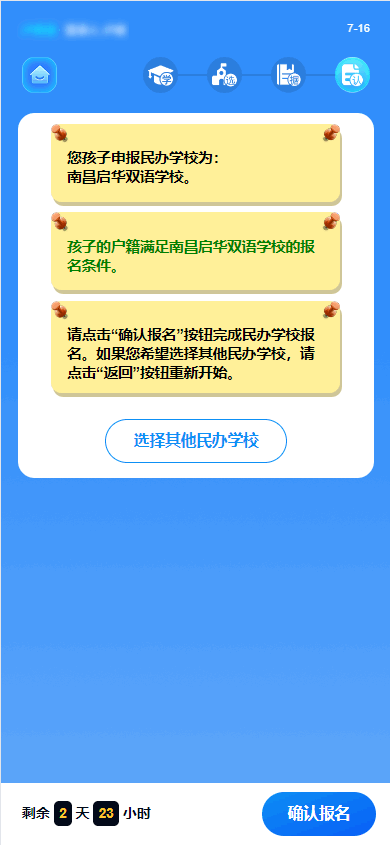 7-16
学
选
据
认
您孩子申报民办学校为：
南昌启华双语学校。
孩子的户籍满足南昌启华双语学校的报
名条件。
请点击“确认报名”按钮完成民办学校报
名。如果您希望选择其他民办学校，请
点击“返回”按钮重新开始。
选择其他民办学校
剩余 2 天 23 小时
确认报名